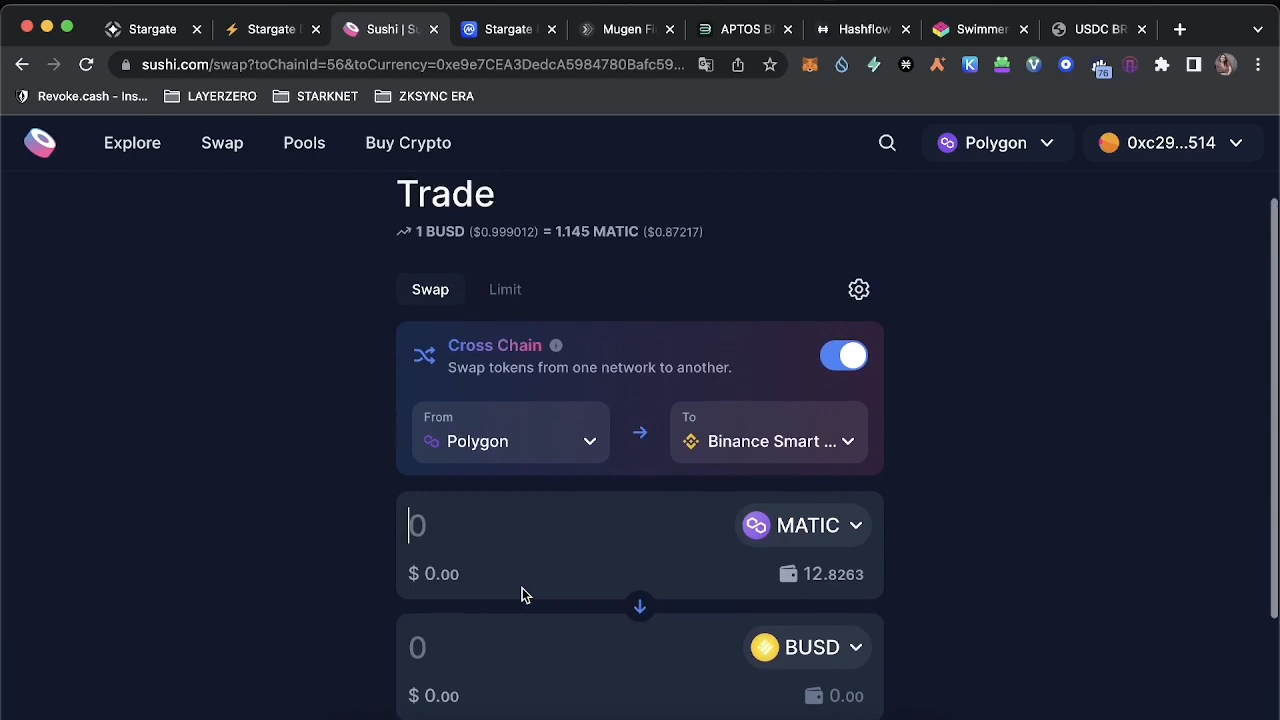 Stargate
Stargate D
Sushi | Su
Stargate
Mugen Fi
APTOS B
Hashflow
Swimmer
USDC BR
sushi.com/swap?toChainId=56&toCurrency=0xe9e7CEA3DedcA5984780Bafc59...
76
Revoke.cash - Ins...
LAYERZERO
STARKNET
ZKSYNC ERA
Explore
Swap
Pools
Buy Crypto
Polygon
0xc29...514
Trade
1 BUSD ($0.999012) = 1.145 MATIC ($0.87217)
Swap
Limit
Cross Chain
Swap tokens from one network to another.
From
Polygon
To
Binance Smart ...
0
MATIC
$ 0.00
12.8263
0
BUSD
$ 0.00
0.00